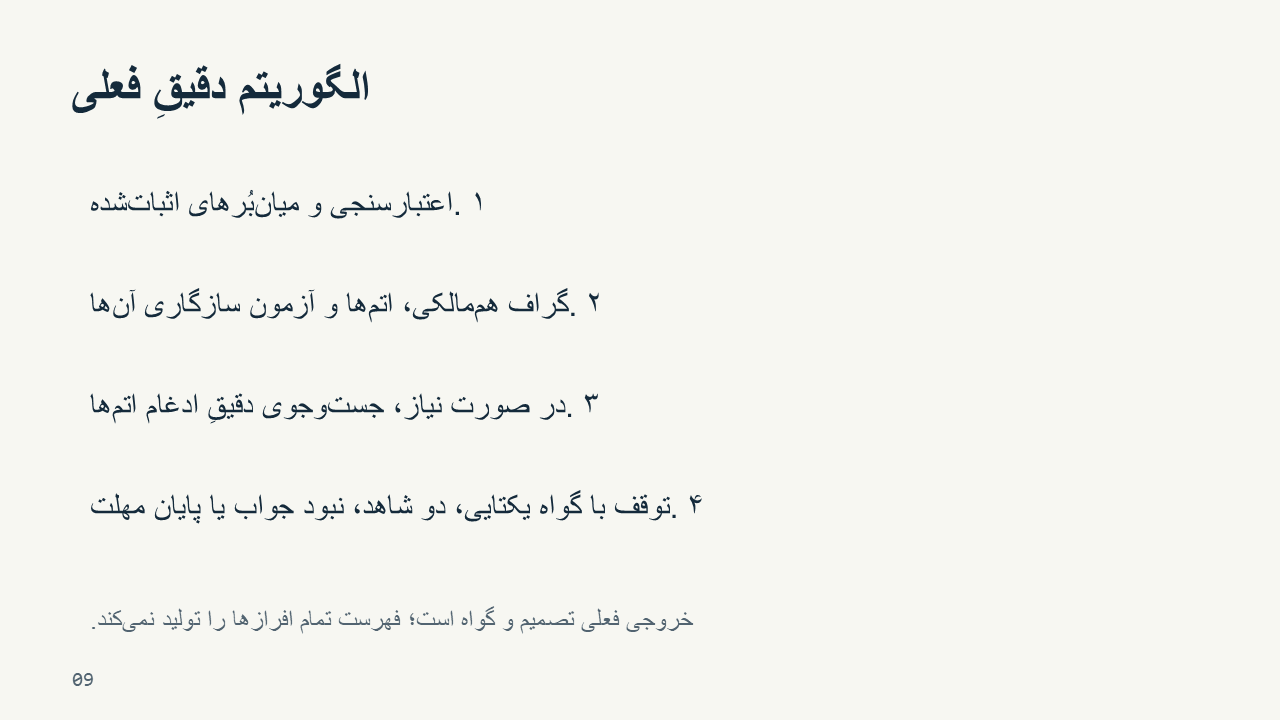 الگوریتم دقیقِ فعلی
۱. اعتبارسنجی و میان‌بُرهای اثبات‌شده
۲. گراف هم‌مالکی، اتم‌ها و آزمون سازگاری آن‌ها
۳. در صورت نیاز، جست‌وجوی دقیقِ ادغام اتم‌ها
۴. توقف با گواه یکتایی، دو شاهد، نبود جواب یا پایان مهلت
خروجی فعلی تصمیم و گواه است؛ فهرست تمام افرازها را تولید نمی‌کند.
09